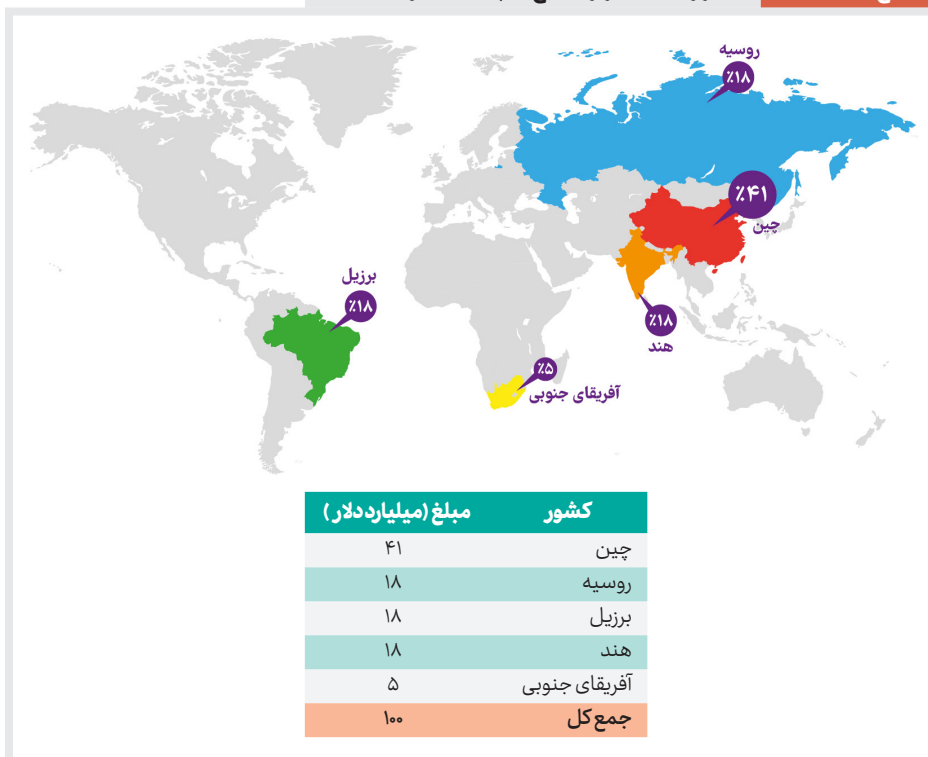 روسیه
٪۱۸
٪۴۱
چین
برزیل
٪۱۸
٪۱۸
هند
٪۵
آفریقای جنوبی
کشور مبلغ (میلیارد دلار)
چین ۴۱
روسیه ۱۸
برزیل ۱۸
هند ۱۸
آفریقای جنوبی ۵
جمع کل ۱۰۰